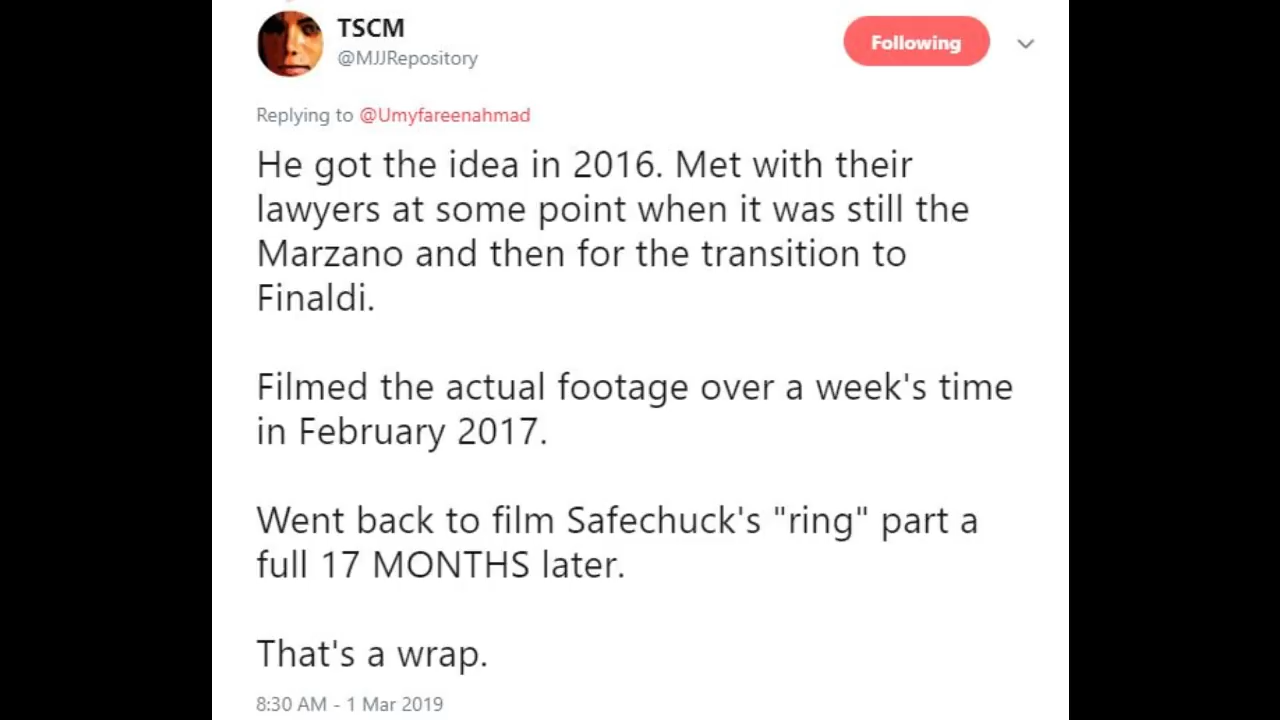 TSCM
@MJJRepository
Following
Replying to @Umyfareenahmad
He got the idea in 2016. Met with their
lawyers at some point when it was still the
Marzano and then for the transition to
Finaldi.
Filmed the actual footage over a week's time
in February 2017.
Went back to film Safechuck's "ring" part a
full 17 MONTHS later.
That's a wrap.
8:30 AM - 1 Mar 2019